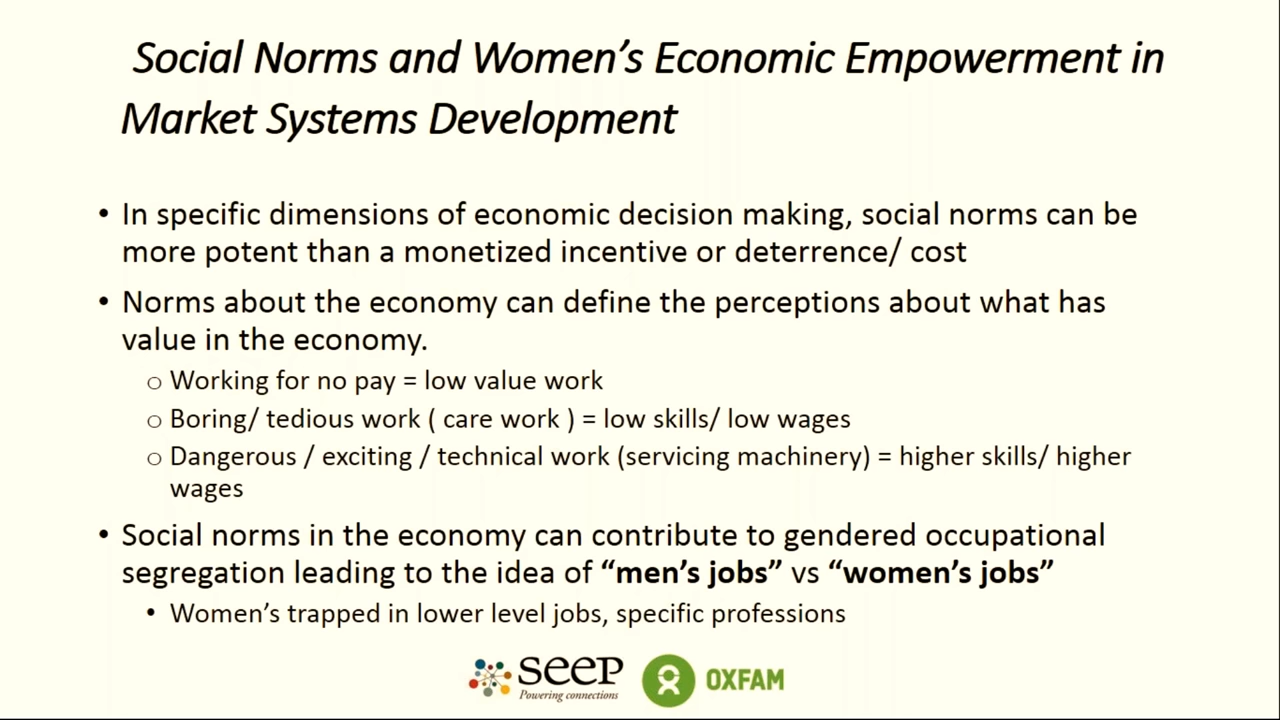 Social Norms and Women’s Economic Empowerment in
Market Systems Development
• In specific dimensions of economic decision making, social norms can be
more potent than a monetized incentive or deterrence/ cost
• Norms about the economy can define the perceptions about what has
value in the economy.
o Working for no pay = low value work
o Boring/ tedious work ( care work ) = low skills/ low wages
o Dangerous / exciting / technical work (servicing machinery) = higher skills/ higher
wages
• Social norms in the economy can contribute to gendered occupational
segregation leading to the idea of “men’s jobs” vs “women’s jobs”
• Women’s trapped in lower level jobs, specific professions
seep
Powering connections
OXFAM